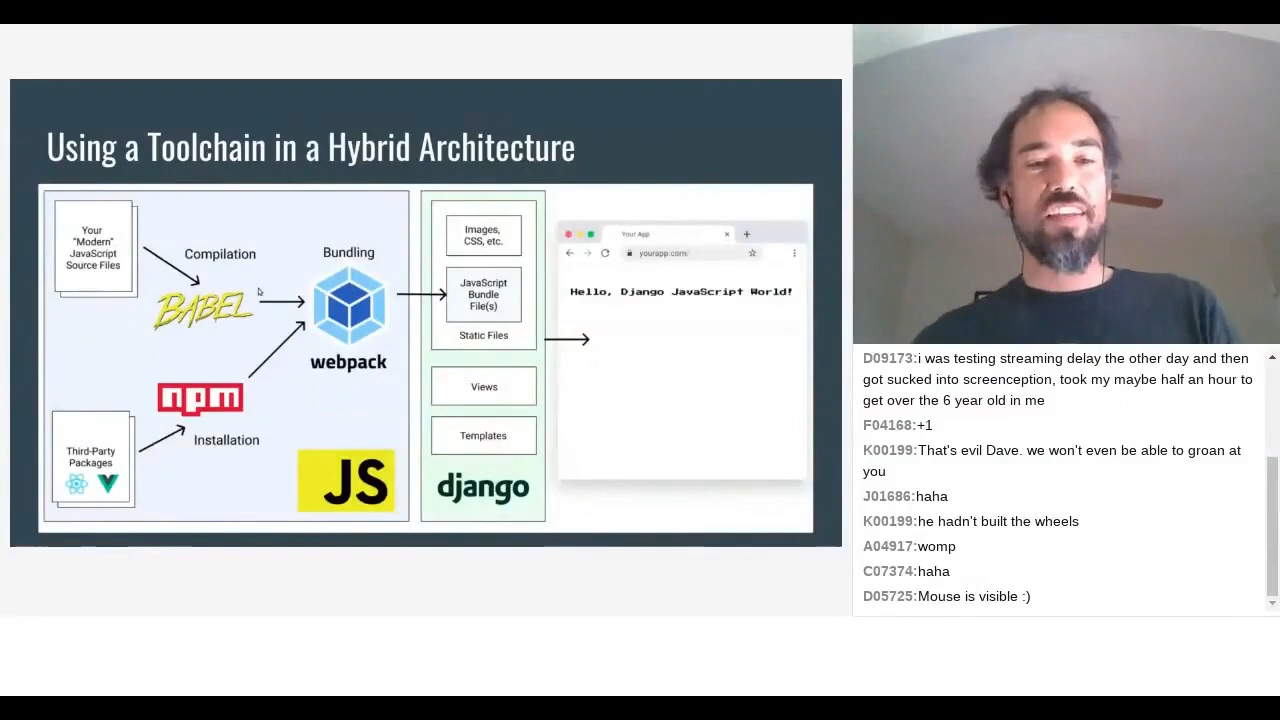 Using a Toolchain in a Hybrid Architecture
Your
"Modern"
JavaScript
Source Files
Compilation
BABEL
Bundling
webpack
npm
Installation
Third-Party
Packages
JS
Images,
CSS, etc.
JavaScript
Bundle
File(s)
Static Files
Views
Templates
django
Your App
yourapp.com/
Hello, Django JavaScript World!
D09173:i was testing streaming delay the other day and then
got sucked into screenception, took my maybe half an hour to
get over the 6 year old in me
F04168:+1
K00199:That's evil Dave. we won't even be able to groan at
you
J01686:haha
K00199:he hadn't built the wheels
A04917:womp
C07374:haha
D05725:Mouse is visible :)